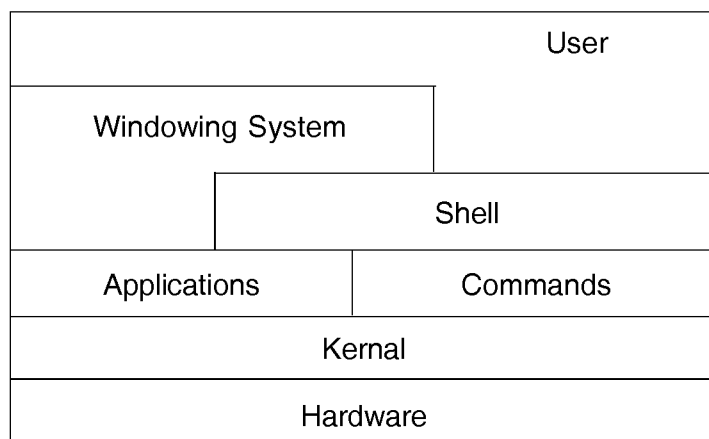 User
Windowing System
Shell
Applications
Commands
Kernal
Hardware